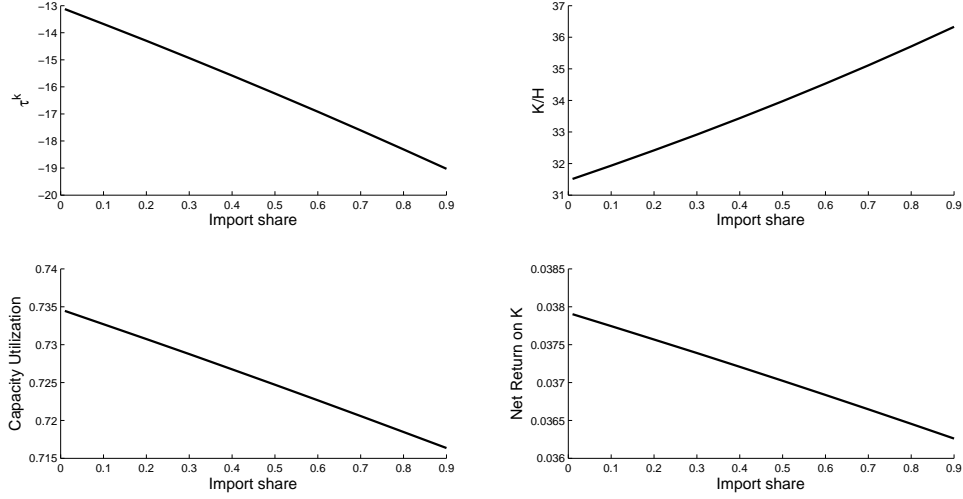 −13
−14
−15
−16
−17
−18
−19
−20
τᵏ
0 0.1 0.2 0.3 0.4 0.5 0.6 0.7 0.8 0.9
Import share
37
36
35
34
33
32
31
K/H
0 0.1 0.2 0.3 0.4 0.5 0.6 0.7 0.8 0.9
Import share
0.74
0.735
0.73
0.725
0.72
0.715
Capacity Utilization
0 0.1 0.2 0.3 0.4 0.5 0.6 0.7 0.8 0.9
Import share
0.0385
0.038
0.0375
0.037
0.0365
0.036
Net Return on K
0 0.1 0.2 0.3 0.4 0.5 0.6 0.7 0.8 0.9
Import share